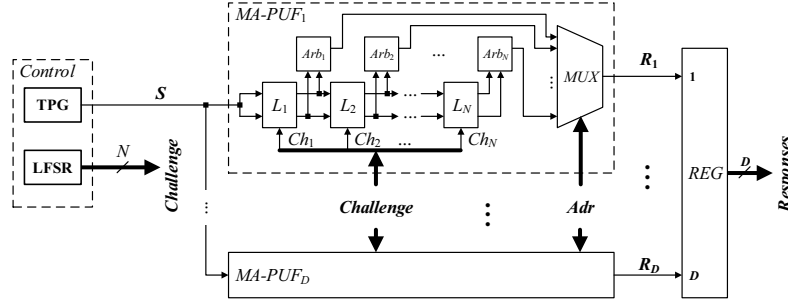 MA-PUF1
Control
TPG
LFSR
N
S
Challenge
Arb1
Arb2
...
ArbN
L1
L2
...
...
LN
Ch1
Ch2
...
ChN
MUX
R1
1
REG
D
Responses
Challenge
Adr
MA-PUFD
RD
D